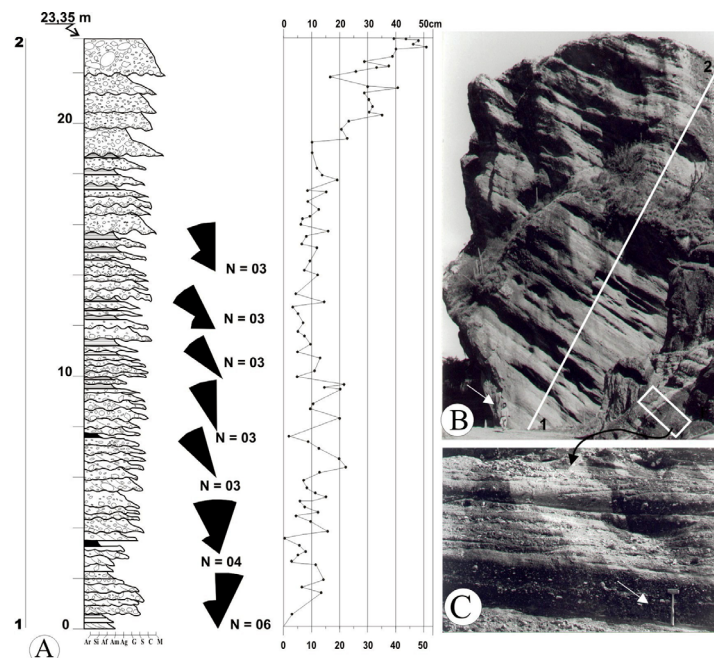 23,35 m
2
20
10
1
0
Ar Si Af Am Ag G S C M
N = 03
N = 03
N = 03
N = 03
N = 03
N = 04
N = 06
0 10 20 30 40 50cm
A
2
1
B
C